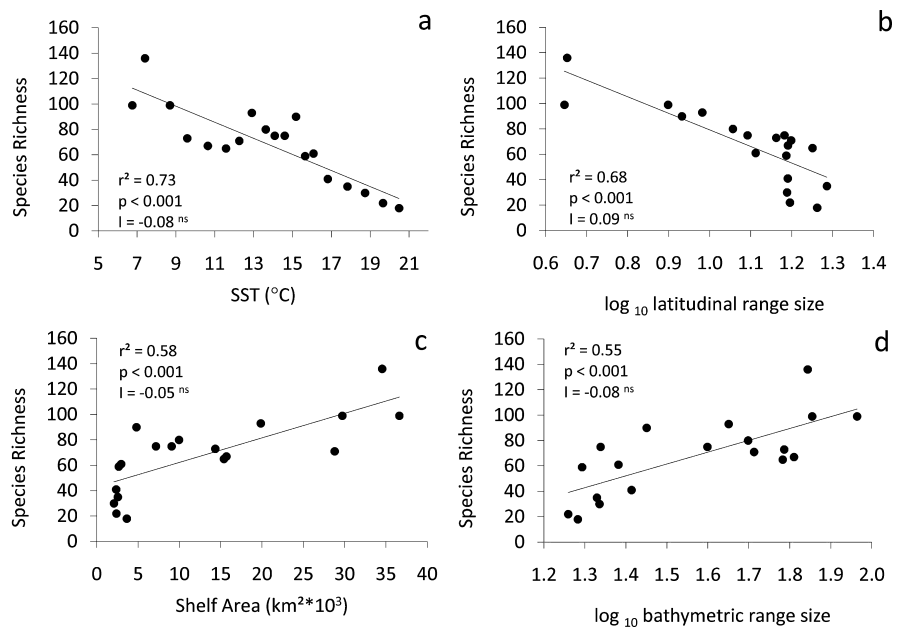 a
160
140
120
100
80
60
40
20
0
Species Richness
r² = 0.73
p < 0.001
I = -0.08 ns
5 7 9 11 13 15 17 19 21
SST (°C)
b
160
140
120
100
80
60
40
20
0
Species Richness
r² = 0.68
p < 0.001
I = 0.09 ns
0.6 0.7 0.8 0.9 1.0 1.1 1.2 1.3 1.4
log 10 latitudinal range size
c
160
140
120
100
80
60
40
20
0
Species Richness
r² = 0.58
p < 0.001
I = -0.05 ns
0 5 10 15 20 25 30 35 40
Shelf Area (km²*10³)
d
160
140
120
100
80
60
40
20
0
Species Richness
r² = 0.55
p < 0.001
I = -0.08 ns
1.2 1.3 1.4 1.5 1.6 1.7 1.8 1.9 2.0
log 10 bathymetric range size